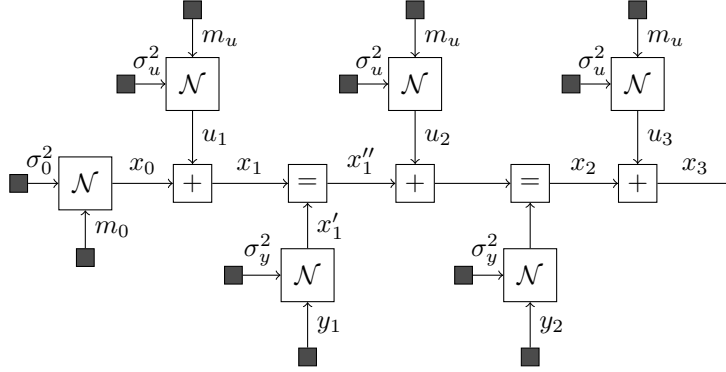 m_u m_u m_u
σ_u^2 𝒩 σ_u^2 𝒩 σ_u^2 𝒩
u_1 u_2 u_3
σ_0^2 𝒩 x_0 + x_1 = x_1'' + = x_2 + x_3
m_0 x_1'
σ_y^2 𝒩 σ_y^2 𝒩
y_1 y_2